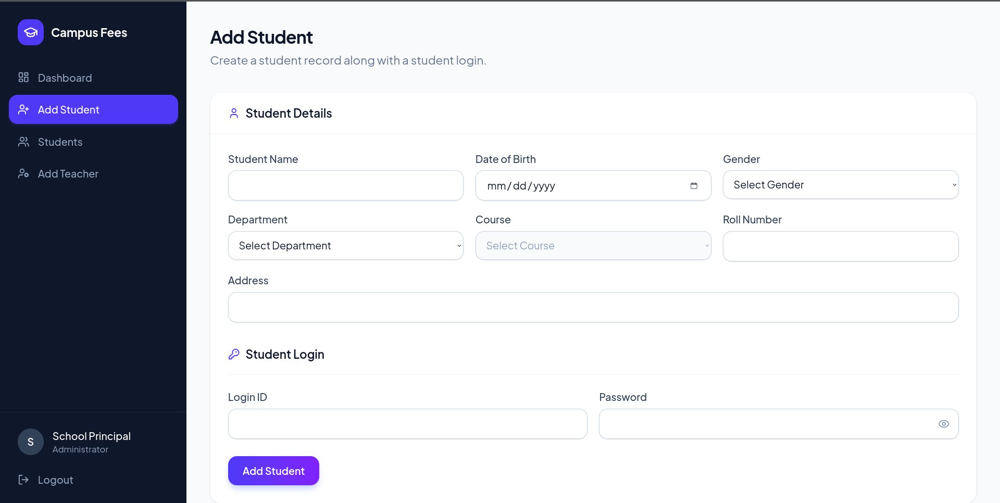 Campus Fees
Dashboard
Add Student
Students
Add Teacher
School Principal
S
Administrator
Logout
Add Student
Create a student record along with a student login.
Student Details
Student Name
Date of Birth
Gender
mm/dd/yyyy
Select Gender
Department
Course
Roll Number
Select Department
Select Course
Address
Student Login
Login ID
Password
Add Student